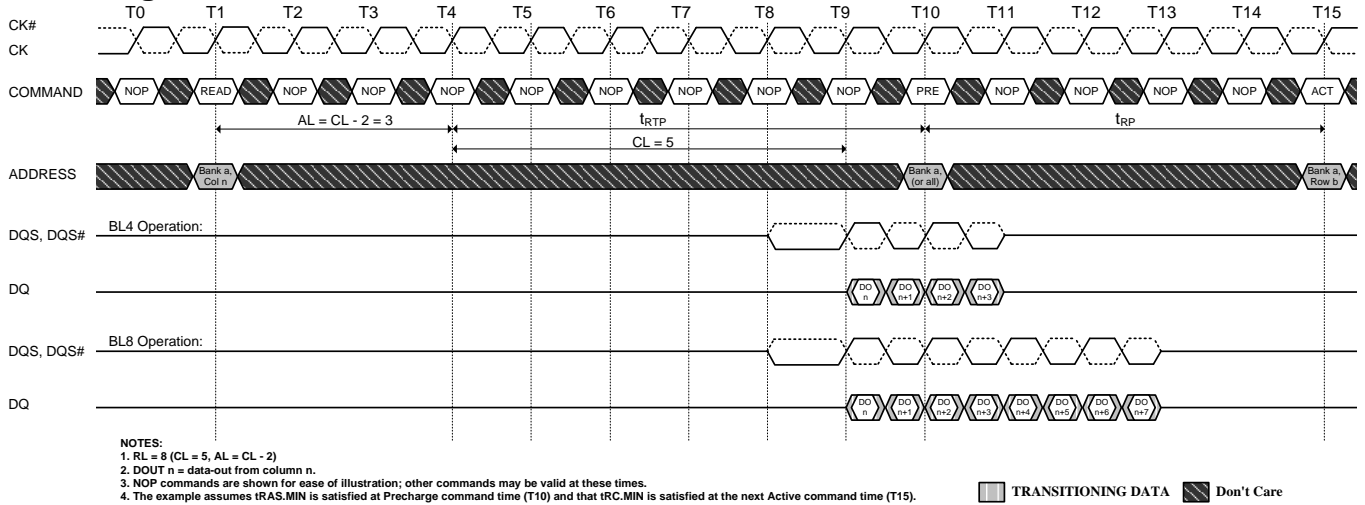 T0 T1 T2 T3 T4 T5 T6 T7 T8 T9 T10 T11 T12 T13 T14 T15
CK#
CK
COMMAND NOP READ NOP NOP NOP NOP NOP NOP NOP NOP PRE NOP NOP NOP NOP ACT
AL = CL - 2 = 3 tRTP tRP
CL = 5
ADDRESS Bank a, Col n Bank a, (or all) Bank a, Row b
BL4 Operation:
DQS, DQS#
DQ DO n DO n+1 DO n+2 DO n+3
BL8 Operation:
DQS, DQS#
DQ DO n DO n+1 DO n+2 DO n+3 DO n+4 DO n+5 DO n+6 DO n+7
NOTES:
1. RL = 8 (CL = 5, AL = CL - 2)
2. DOUT n = data-out from column n.
3. NOP commands are shown for ease of illustration; other commands may be valid at these times.
4. The example assumes tRAS.MIN is satisfied at Precharge command time (T10) and that tRC.MIN is satisfied at the next Active command time (T15).
TRANSITIONING DATA Don't Care